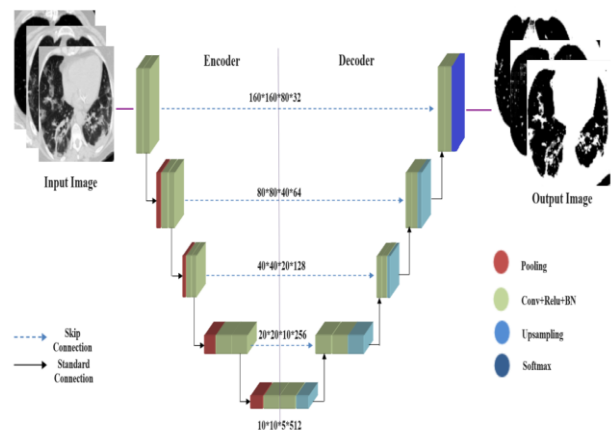 Encoder
Decoder
160*160*80*32
Input Image
80*80*40*64
Output Image
40*40*20*128
Pooling
Conv+Relu+BN
Upsampling
Softmax
20*20*10*256
Skip
Connection
Standard
Connection
10*10*5*512